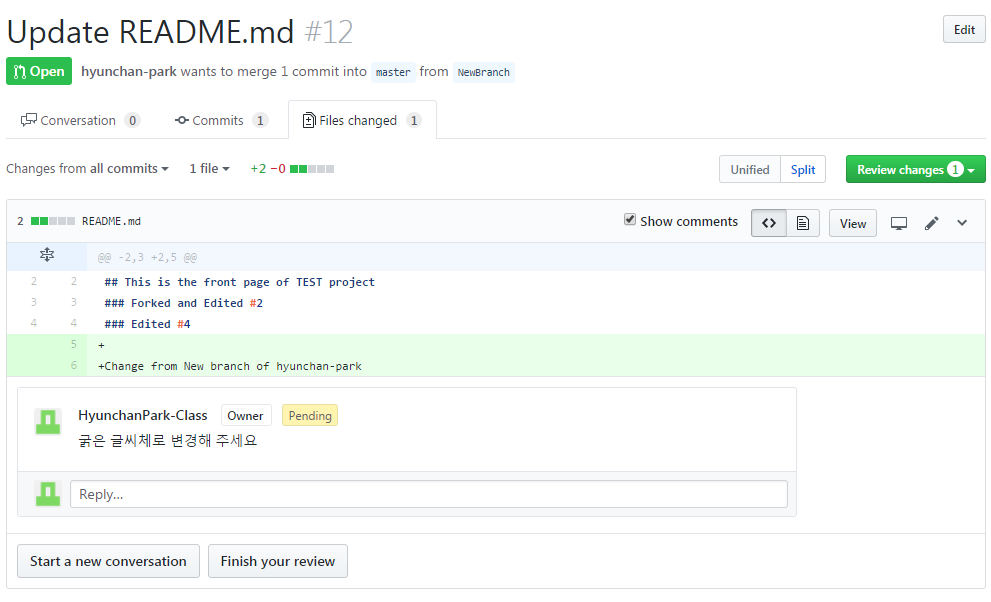 Update README.md #12
Edit
Open hyunchan-park wants to merge 1 commit into master from NewBranch
Conversation 0 Commits 1 Files changed 1
Changes from all commits 1 file +2 −0 Unified Split Review changes 1
2 README.md Show comments View
@@ -2,3 +2,5 @@
2 2 ## This is the front page of TEST project
3 3 ### Forked and Edited #2
4 4 ### Edited #4
5 +
6 +Change from New branch of hyunchan-park
HyunchanPark-Class Owner Pending
굵은 글씨체로 변경해 주세요
Reply...
Start a new conversation Finish your review